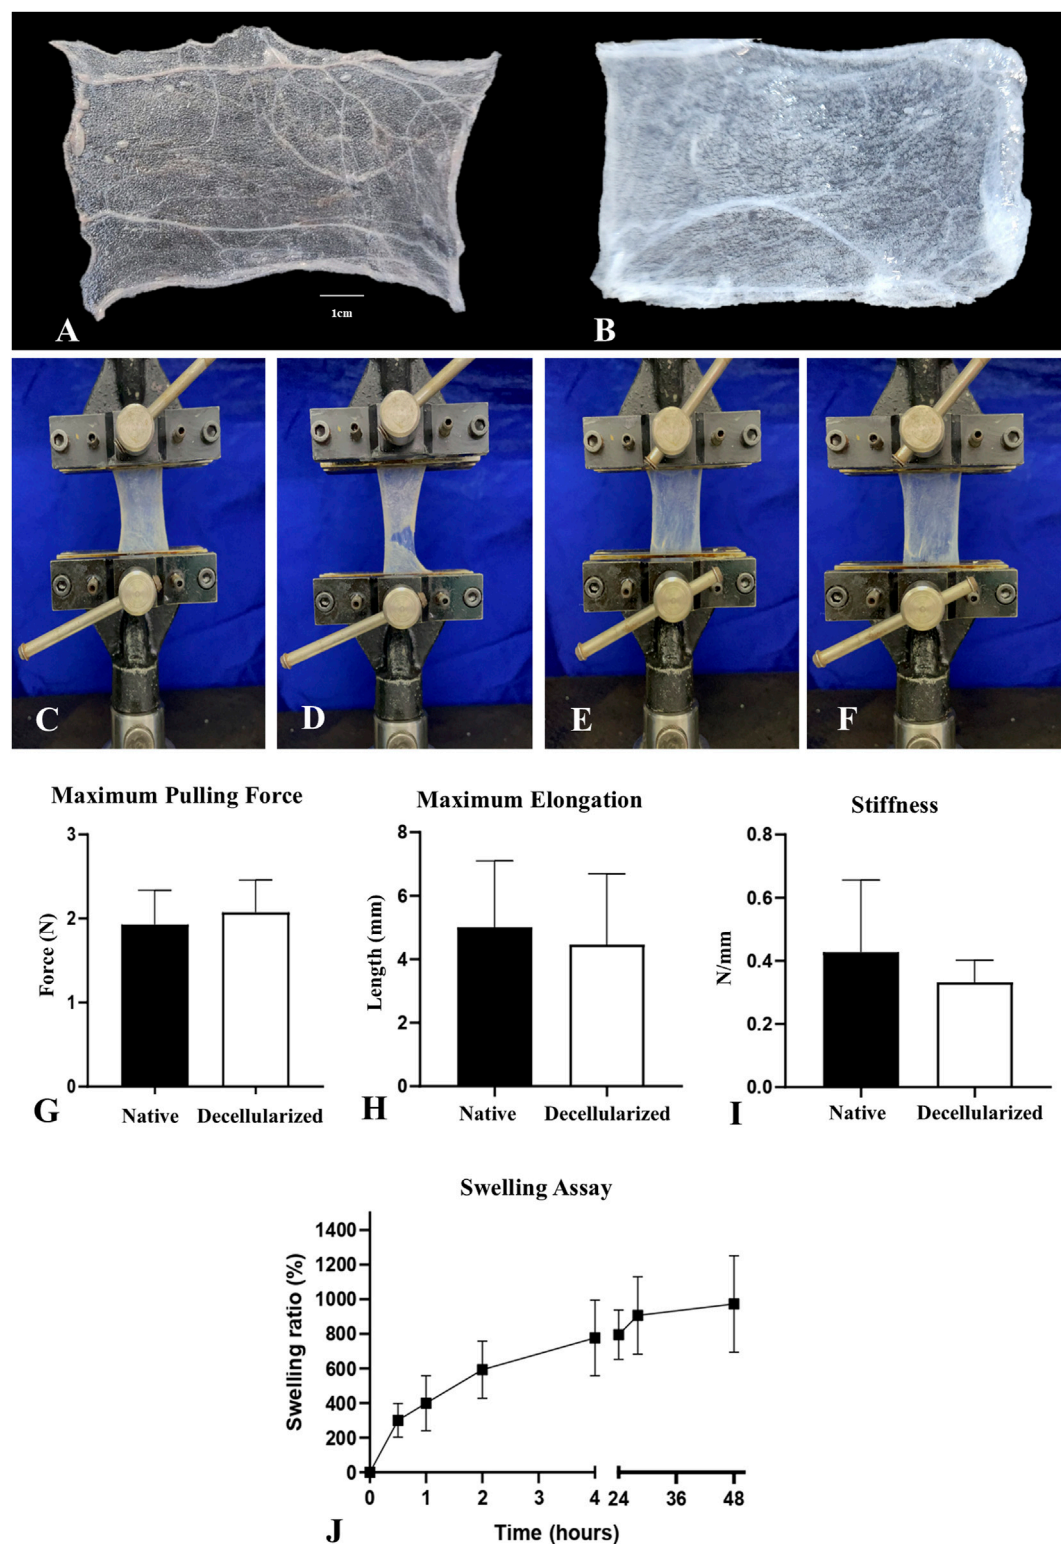 1cm
A
B
C
D
E
F
Maximum Pulling Force
3
2
1
0
Force (N)
Native
Decellularized
G
Maximum Elongation
8
6
4
2
0
Length (mm)
Native
Decellularized
H
Stiffness
0.8
0.6
0.4
0.2
0.0
N/mm
Native
Decellularized
I
Swelling Assay
1400
1200
1000
800
600
400
200
0
Swelling ratio (%)
0 1 2 3 4 24 36 48
Time (hours)
J